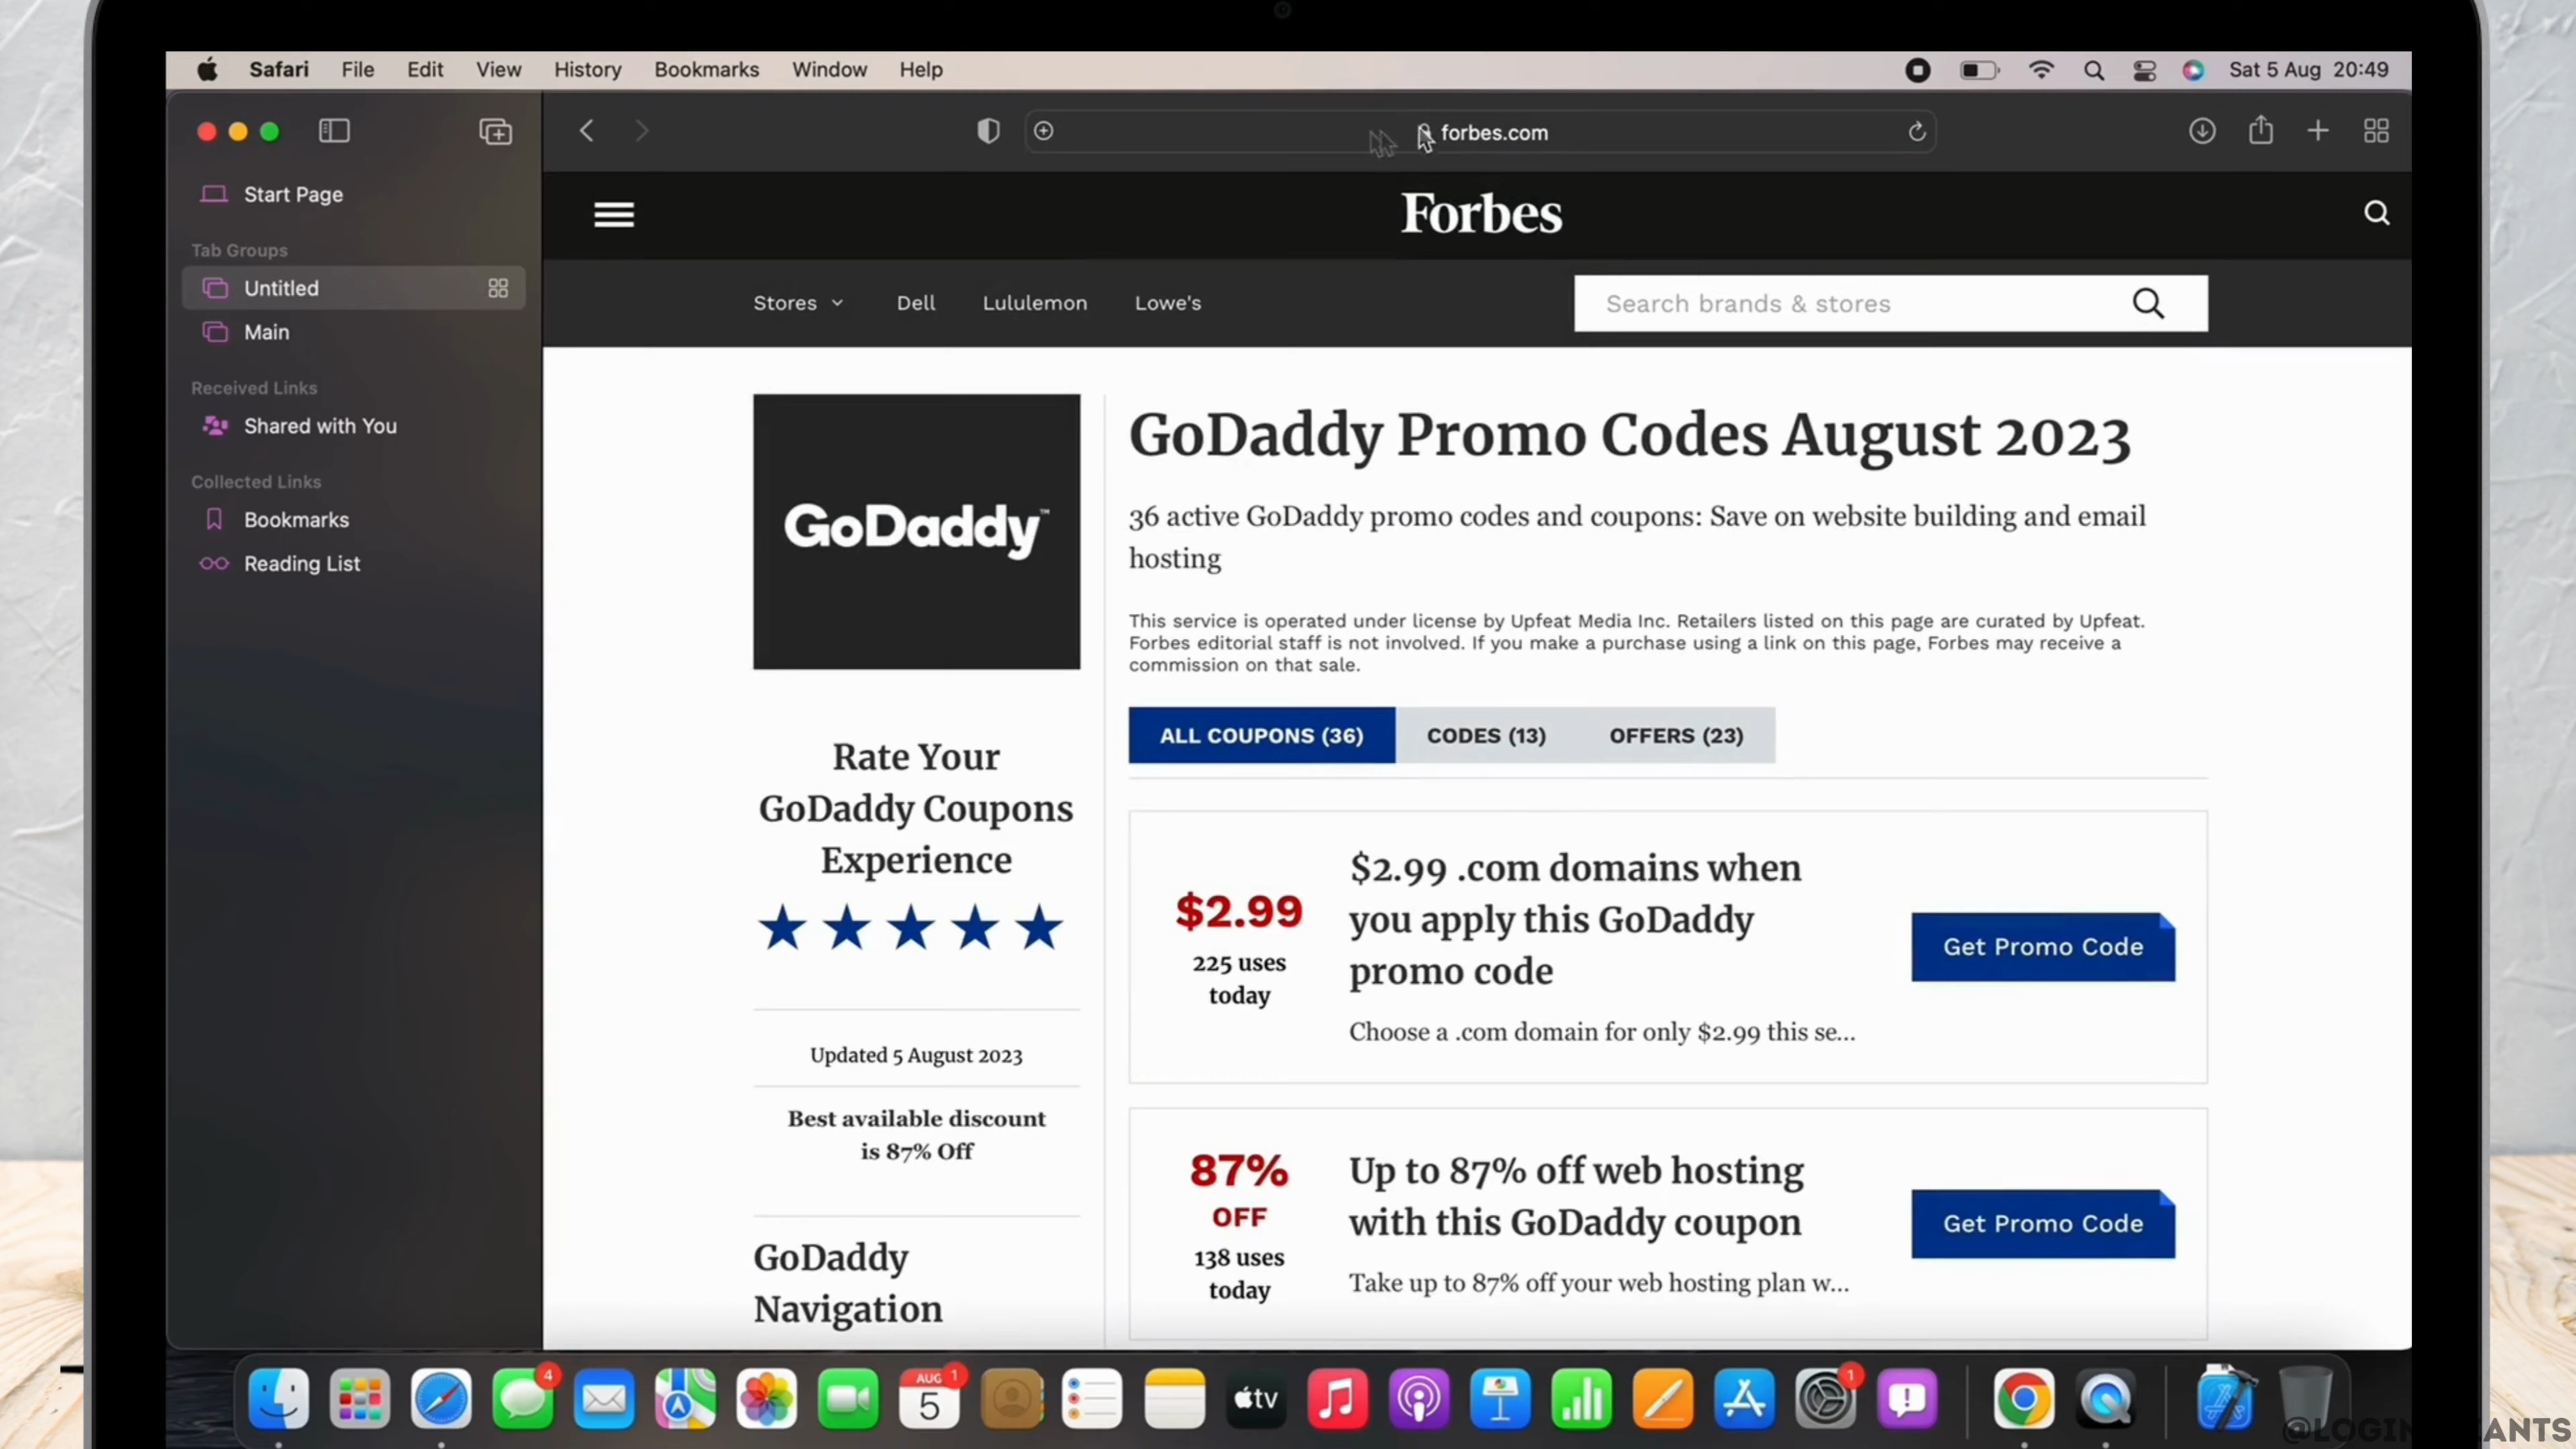 Safari File Edit View History Bookmarks Window Help
Sat 5 Aug 20:49
forbes.com
Start Page
Tab Groups
Untitled
Main
Received Links
Shared with You
Collected Links
Bookmarks
Reading List
Forbes
Stores Dell Lululemon Lowe's
Search brands & stores
GoDaddy™
Rate Your
GoDaddy Coupons
Experience
Updated 5 August 2023
Best available discount
is 87% Off
GoDaddy
Navigation
GoDaddy Promo Codes August 2023
36 active GoDaddy promo codes and coupons: Save on website building and email
hosting
This service is operated under license by Upfeat Media Inc. Retailers listed on this page are curated by Upfeat.
Forbes editorial staff is not involved. If you make a purchase using a link on this page, Forbes may receive a
commission on that sale.
ALL COUPONS (36) CODES (13) OFFERS (23)
$2.99
225 uses
today
$2.99 .com domains when
you apply this GoDaddy
promo code
Choose a .com domain for only $2.99 this se...
Get Promo Code
87%
OFF
138 uses
today
Up to 87% off web hosting
with this GoDaddy coupon
Take up to 87% off your web hosting plan w...
Get Promo Code
4
AUG 1
5
tv
1